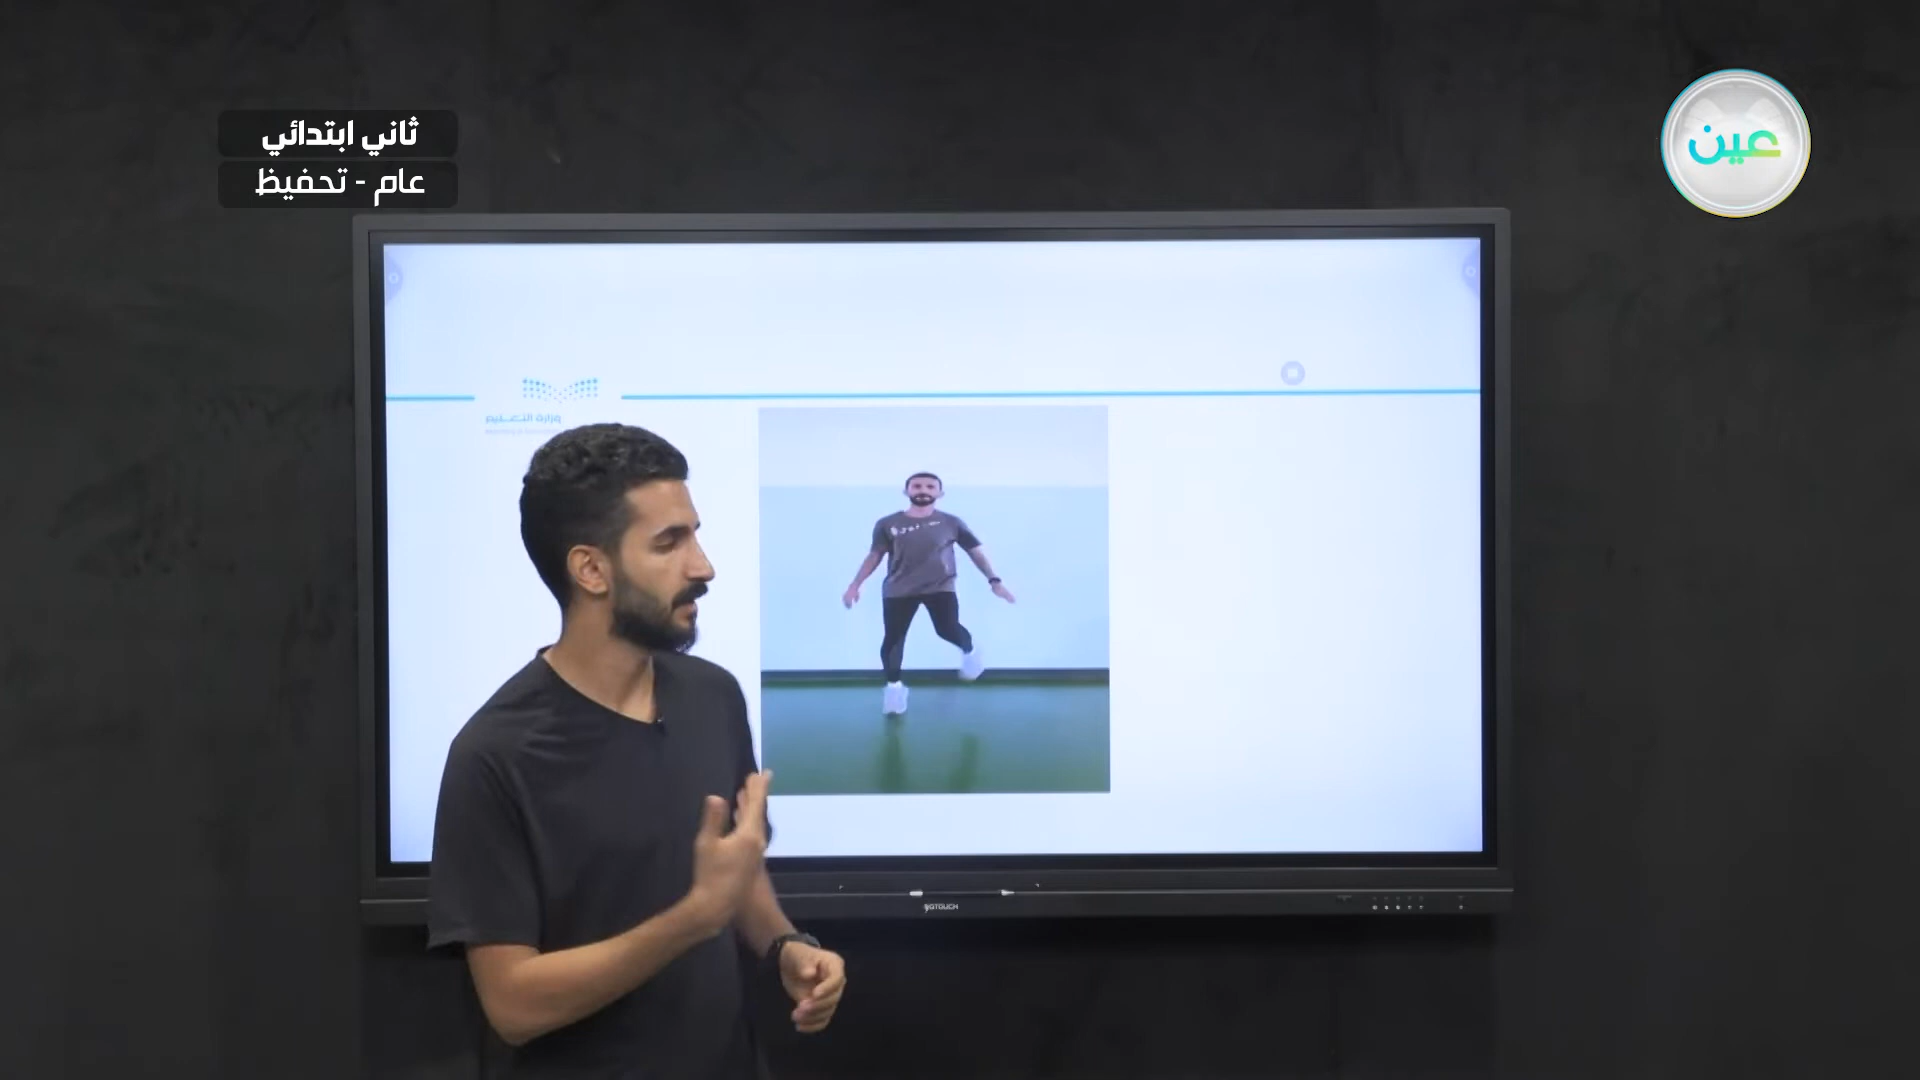 ثاني ابتدائي
عام - تحفيظ
عين
وزارة التعليم